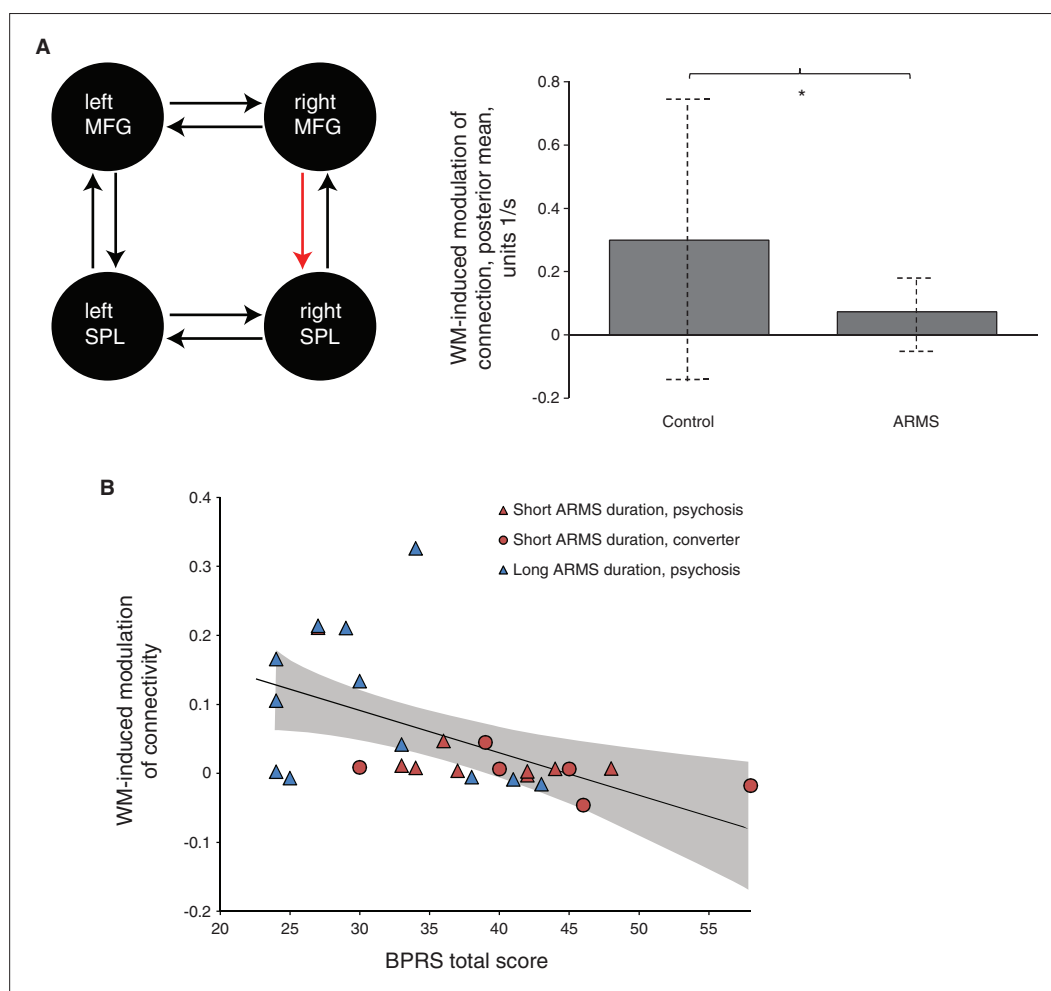 A
left
MFG
right
MFG
left
SPL
right
SPL
WM-induced modulation of
connection, posterior mean,
units 1/s
0.8
0.6
0.4
0.2
0
-0.2
*
Control
ARMS
B
WM-induced modulation
of connectivity
0.4
0.3
0.2
0.1
0
-0.1
-0.2
Short ARMS duration, psychosis
Short ARMS duration, converter
Long ARMS duration, psychosis
20 25 30 35 40 45 50 55
BPRS total score